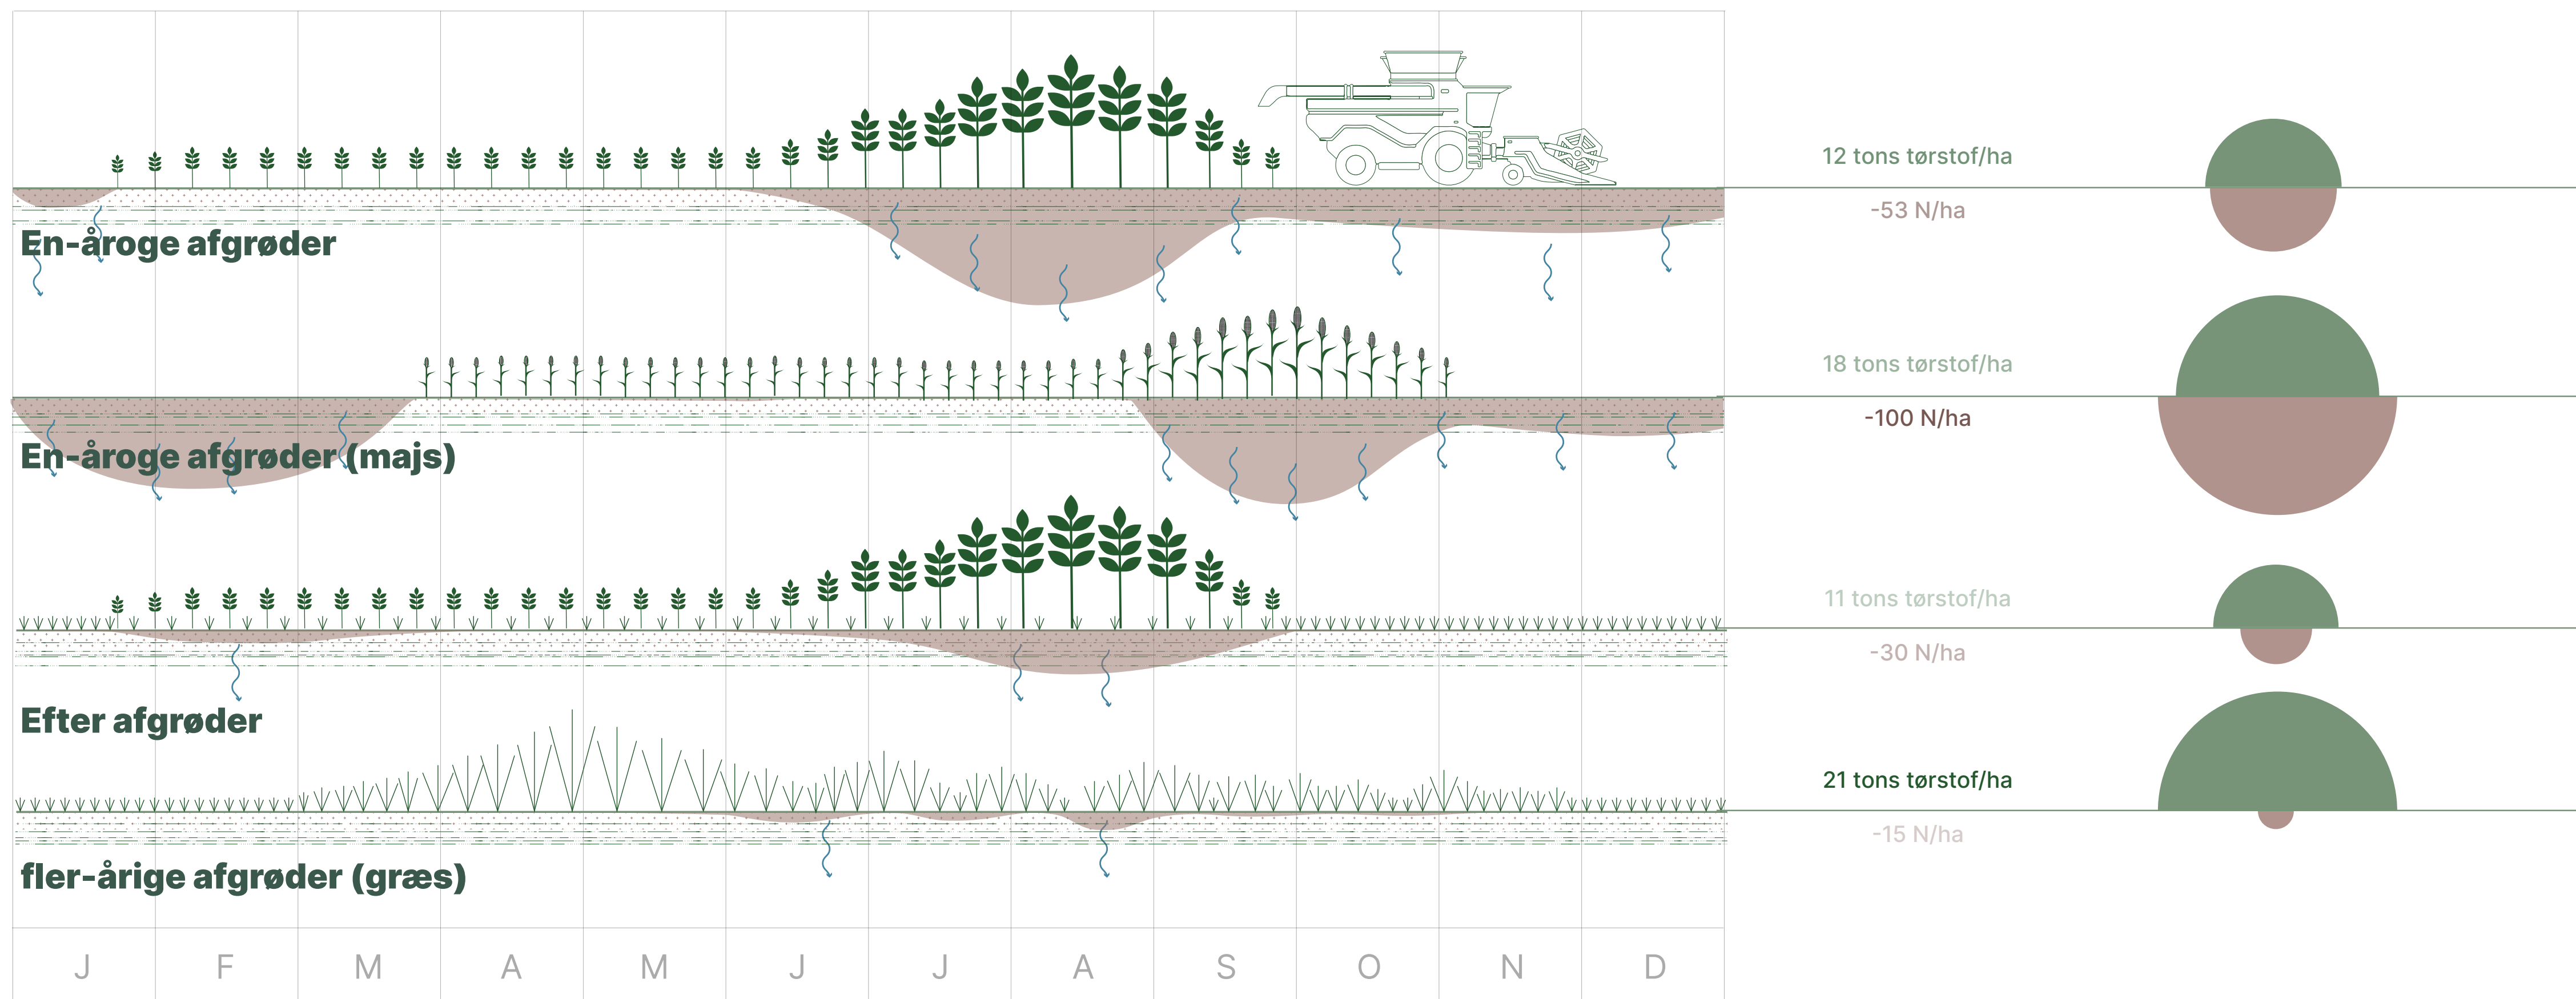 12 tons tørstof/ha
-53 N/ha
En-åroge afgrøder
18 tons tørstof/ha
-100 N/ha
En-åroge afgrøder (majs)
11 tons tørstof/ha
-30 N/ha
Efter afgrøder
21 tons tørstof/ha
-15 N/ha
fler-årige afgrøder (græs)
J F M A M J J A S O N D